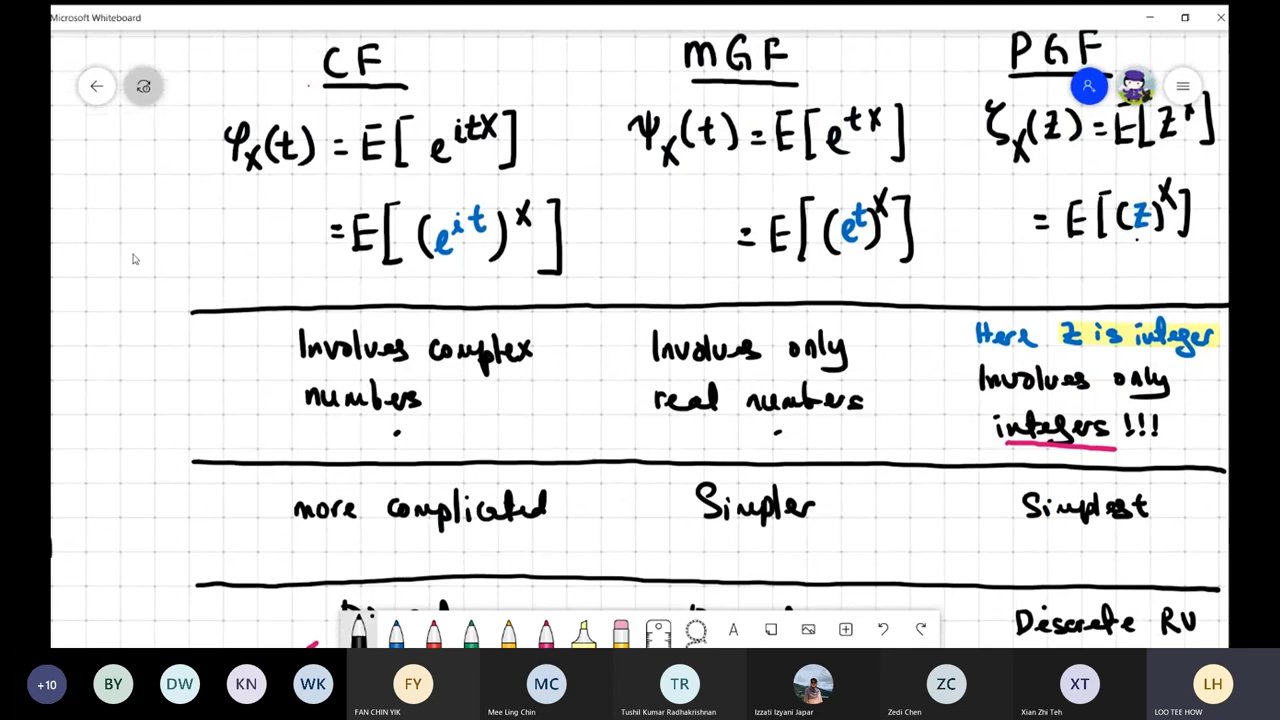 Microsoft Whiteboard
CF
mGF
PGF
φ_X(t) = E[e^{itX}]
ψ_X(t) = E[e^{tX}]
ζ_X(z) = E[z^X]
= E[(e^{it})^X]
= E[(e^t)^X]
= E[(z)^X]
Involves complex
numbers
Involves only
real numbers
Here z is integer
Involves only
integers !!!
more complicated
Simpler
Simplest
Discrete RV
A
+10
BY
DW
KN
WK
FY
FAN CHIN YIK
MC
Mee Ling Chin
TR
Tushil Kumar Radhakrishnan
Izzati Izyani Japar
ZC
Zedi Chen
XT
Xian Zhi Teh
LH
LOO TEE HOW